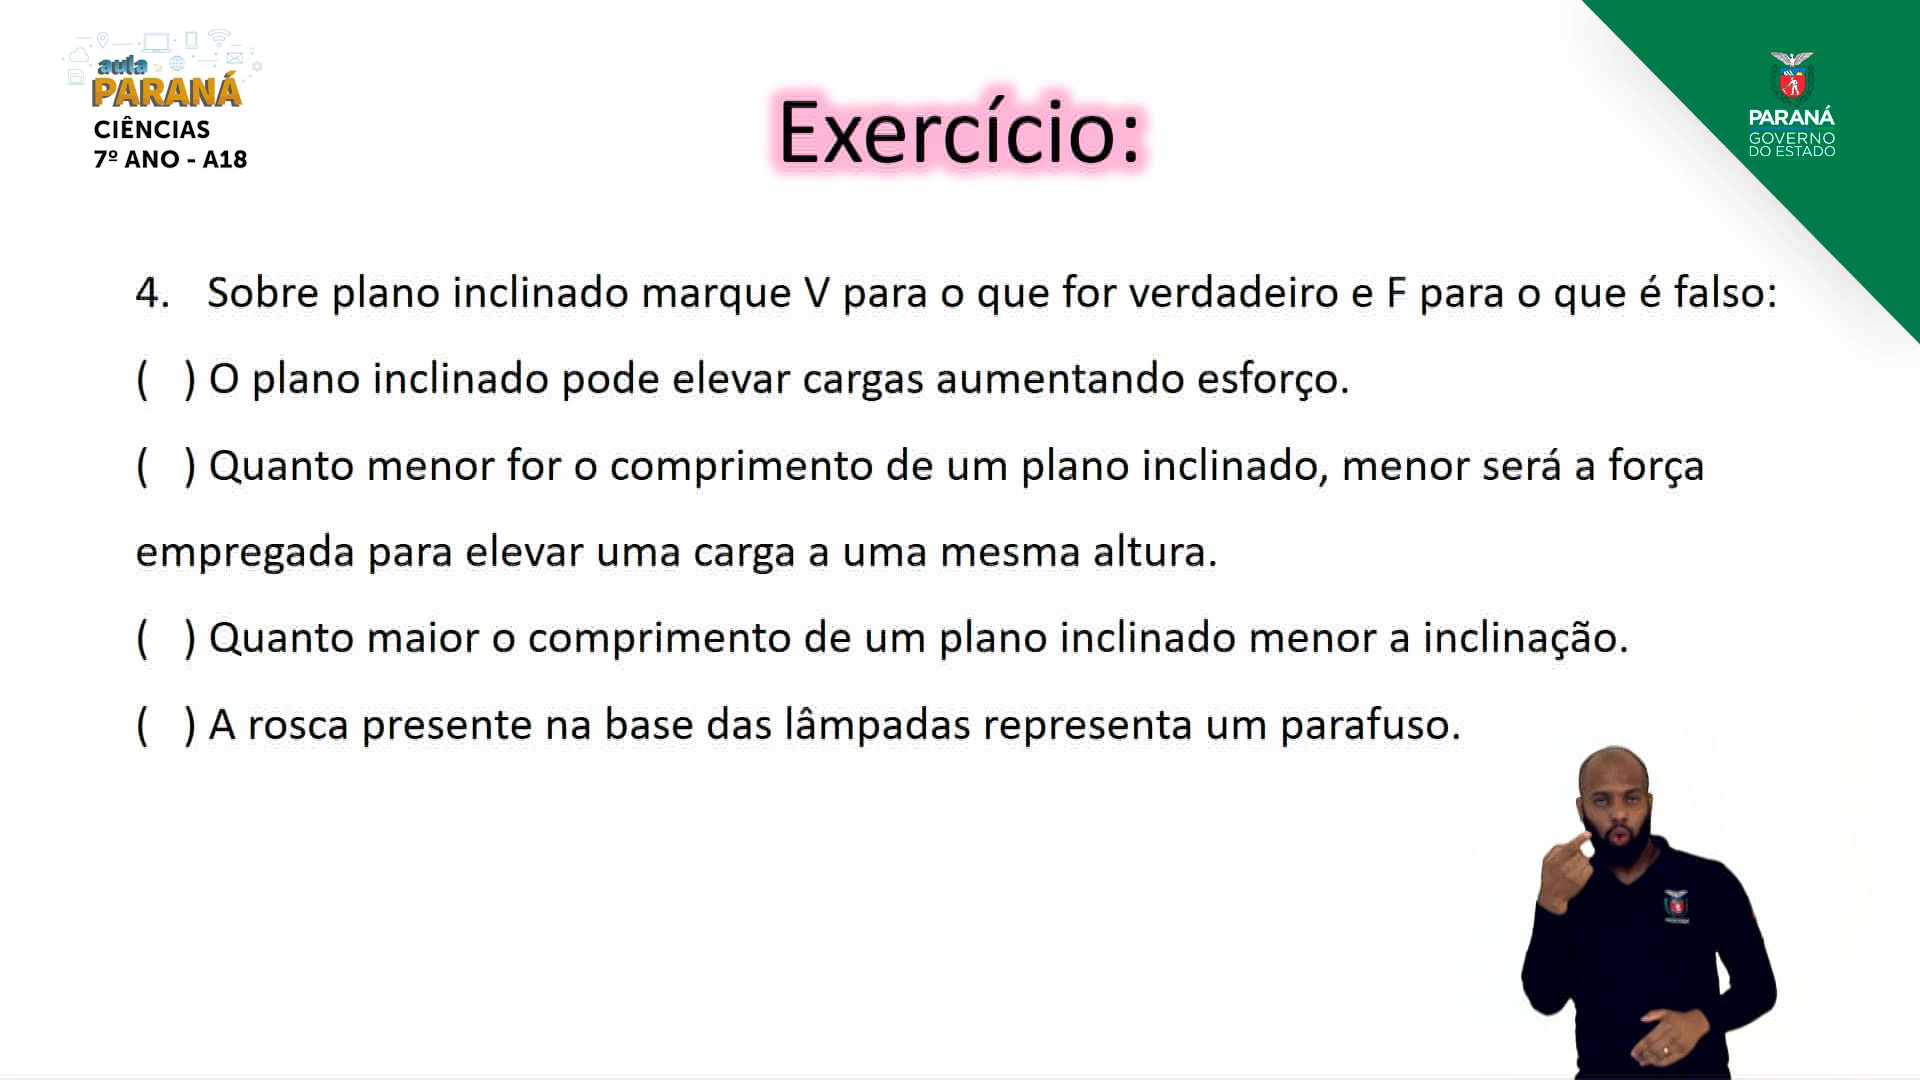 aula
PARANÁ
CIÊNCIAS
7º ANO - A18
Exercício:
PARANÁ
GOVERNO
DO ESTADO
4. Sobre plano inclinado marque V para o que for verdadeiro e F para o que é falso:
( ) O plano inclinado pode elevar cargas aumentando esforço.
( ) Quanto menor for o comprimento de um plano inclinado, menor será a força
empregada para elevar uma carga a uma mesma altura.
( ) Quanto maior o comprimento de um plano inclinado menor a inclinação.
( ) A rosca presente na base das lâmpadas representa um parafuso.